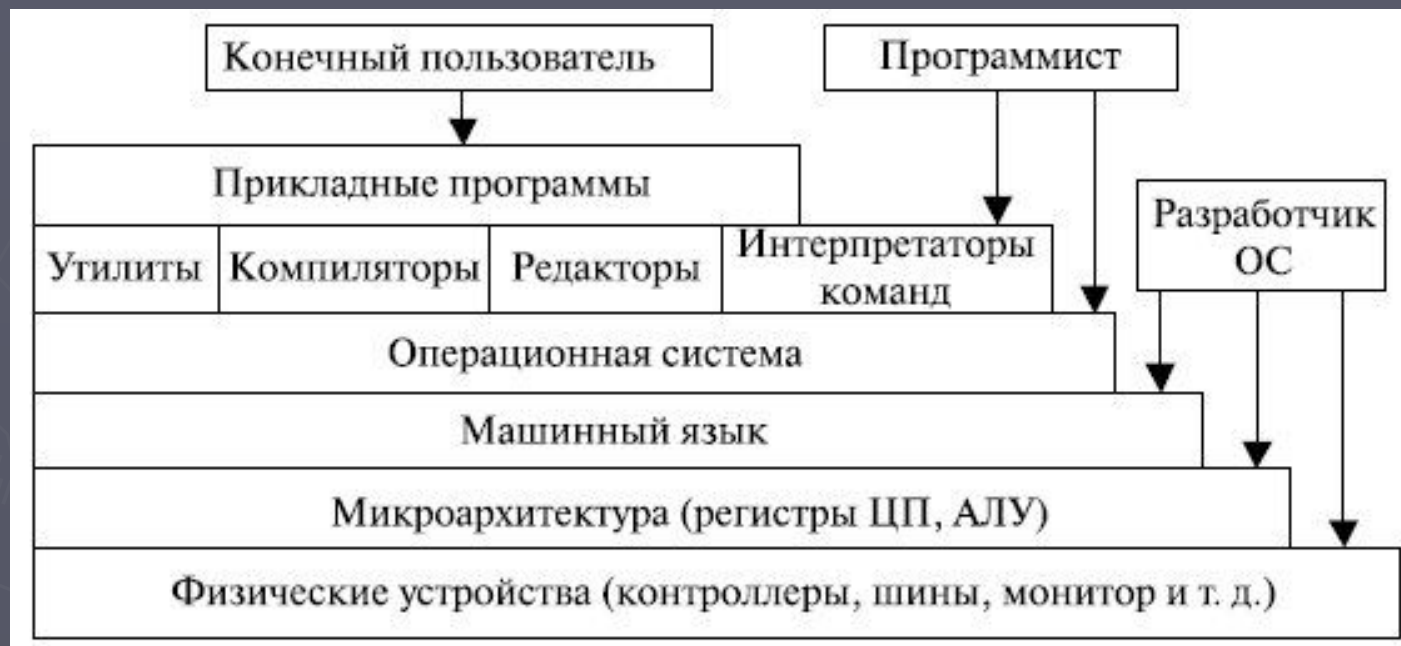 Конечный пользователь
Программист
Прикладные программы
Разработчик
ОС
Утилиты
Компиляторы
Редакторы
Интерпретаторы
команд
Операционная система
Машинный язык
Микроархитектура (регистры ЦП, АЛУ)
Физические устройства (контроллеры, шины, монитор и т. д.)